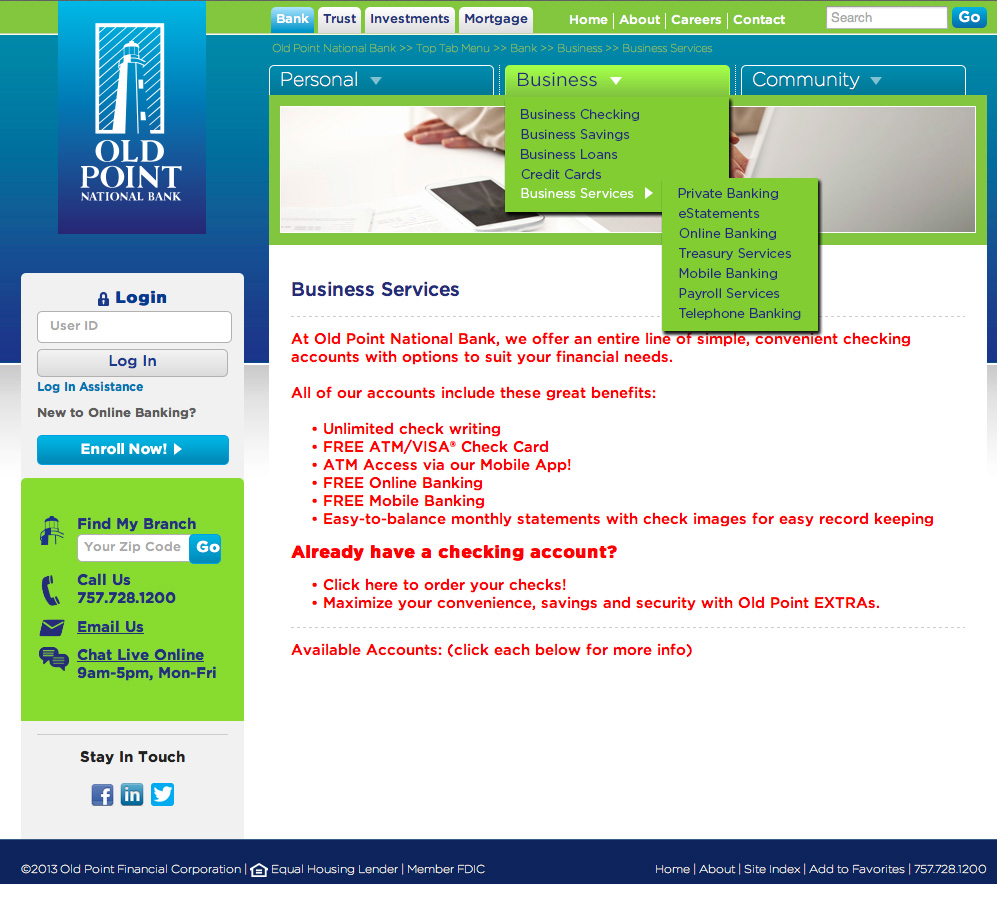 Bank Trust Investments Mortgage Home | About | Careers | Contact Search Go
Old Point National Bank >> Top Tab Menu >> Bank >> Business >> Business Services
Personal Business Community
OLD
POINT
NATIONAL BANK
Business Checking
Business Savings
Business Loans
Credit Cards
Business Services
Private Banking
eStatements
Online Banking
Treasury Services
Mobile Banking
Payroll Services
Telephone Banking
Login
User ID
Log In
Log In Assistance
New to Online Banking?
Enroll Now!
Find My Branch
Your Zip Code Go
Call Us
757.728.1200
Email Us
Chat Live Online
9am-5pm, Mon-Fri
Stay In Touch
f in
Business Services
At Old Point National Bank, we offer an entire line of simple, convenient checking
accounts with options to suit your financial needs.
All of our accounts include these great benefits:
• Unlimited check writing
• FREE ATM/VISA® Check Card
• ATM Access via our Mobile App!
• FREE Online Banking
• FREE Mobile Banking
• Easy-to-balance monthly statements with check images for easy record keeping
Already have a checking account?
• Click here to order your checks!
• Maximize your convenience, savings and security with Old Point EXTRAs.
Available Accounts: (click each below for more info)
©2013 Old Point Financial Corporation | Equal Housing Lender | Member FDIC
Home | About | Site Index | Add to Favorites | 757.728.1200